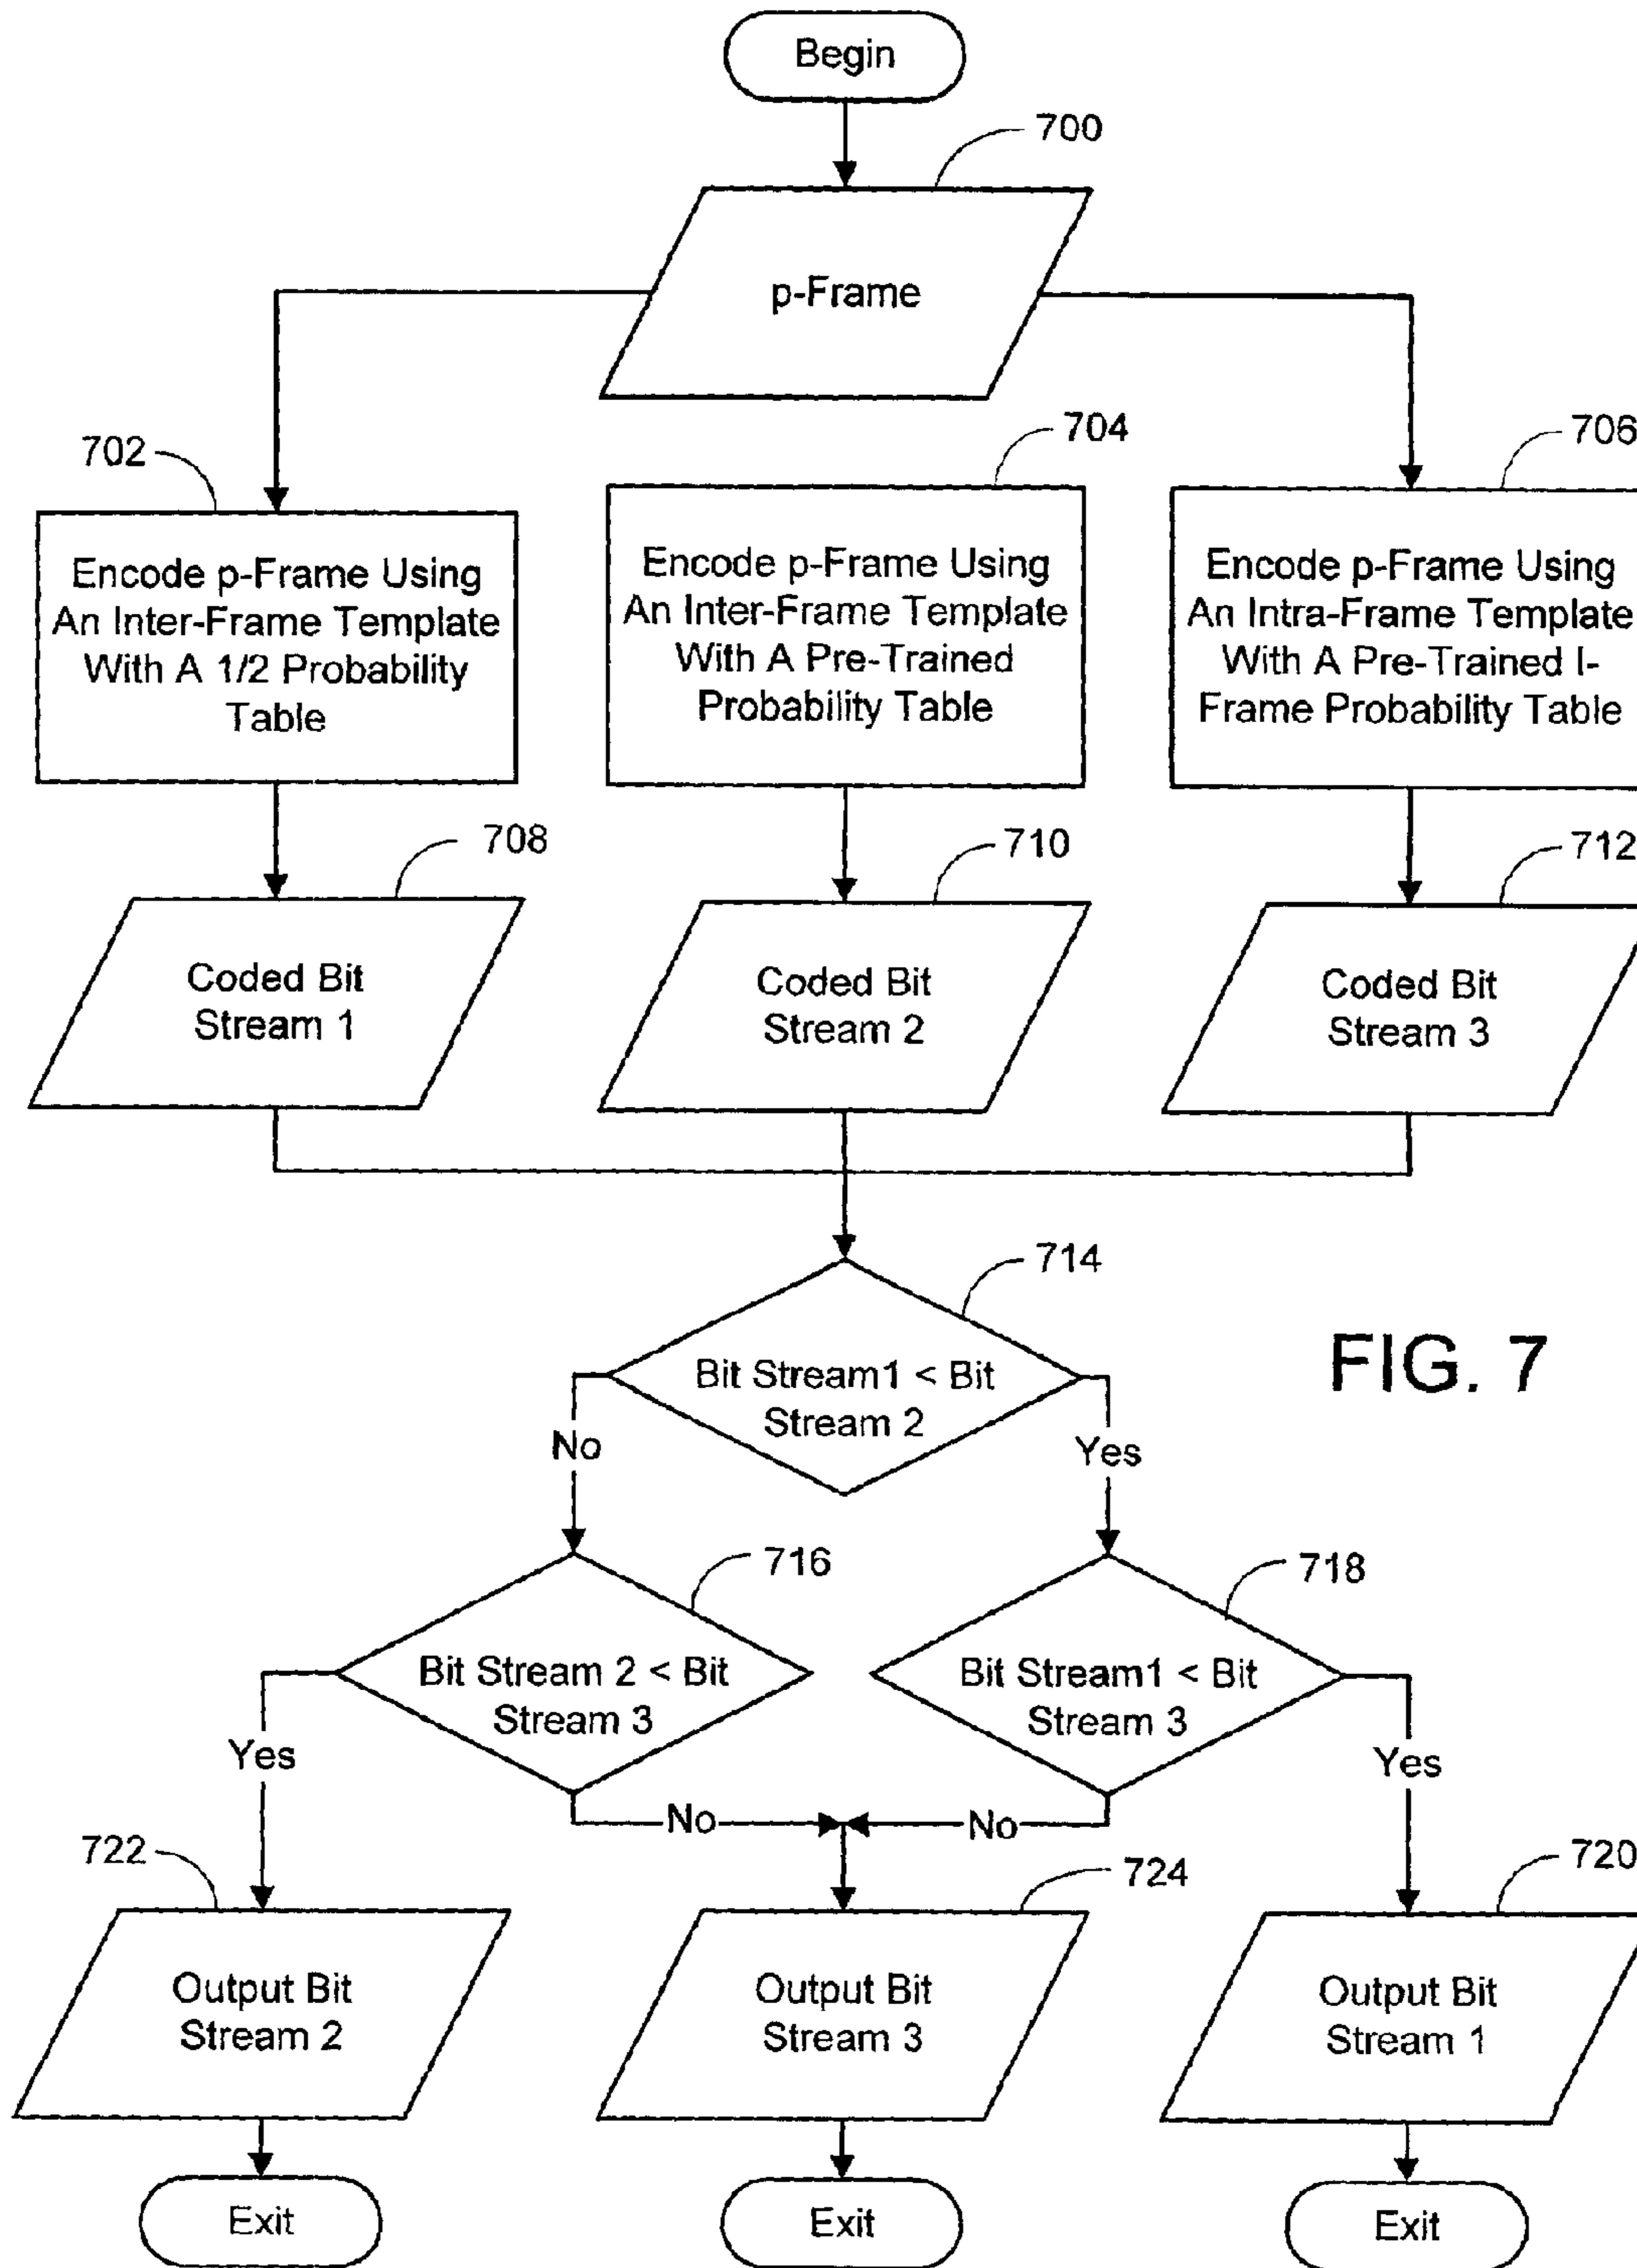 Begin
700
p-Frame
702
704
706
Encode p-Frame Using
An Inter-Frame Template
With A 1/2 Probability
Table
Encode p-Frame Using
An Inter-Frame Template
With A Pre-Trained
Probability Table
Encode p-Frame Using
An Intra-Frame Template
With A Pre-Trained I-
Frame Probability Table
708
710
712
Coded Bit
Stream 1
Coded Bit
Stream 2
Coded Bit
Stream 3
714
Bit Stream1 < Bit
Stream 2
FIG. 7
No
Yes
716
718
Bit Stream 2 < Bit
Stream 3
Bit Stream1 < Bit
Stream 3
Yes
No
No
Yes
722
724
720
Output Bit
Stream 2
Output Bit
Stream 3
Output Bit
Stream 1
Exit
Exit
Exit